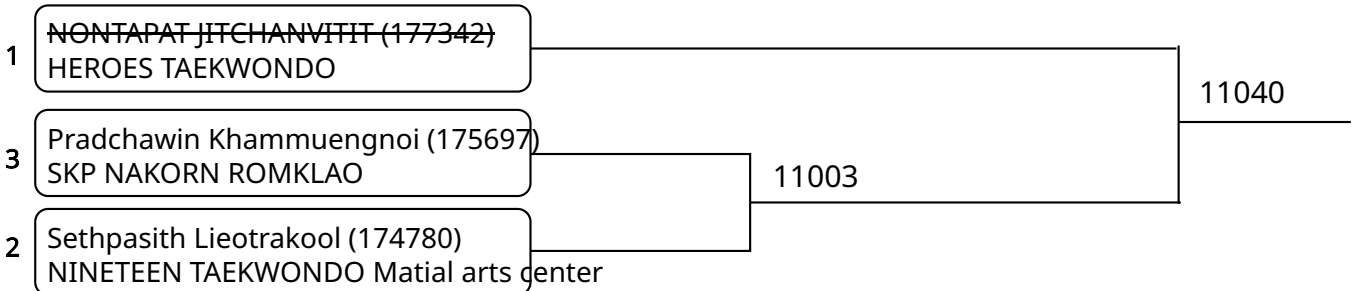 1
NONTAPAT JITCHANVITIT (177342)
HEROES TAEKWONDO
11040
3
Pradchawin Khammuengnoi (175697)
SKP NAKORN ROMKLAO
11003
2
Sethpasith Lieotrakool (174780)
NINETEEN TAEKWONDO Matial arts center